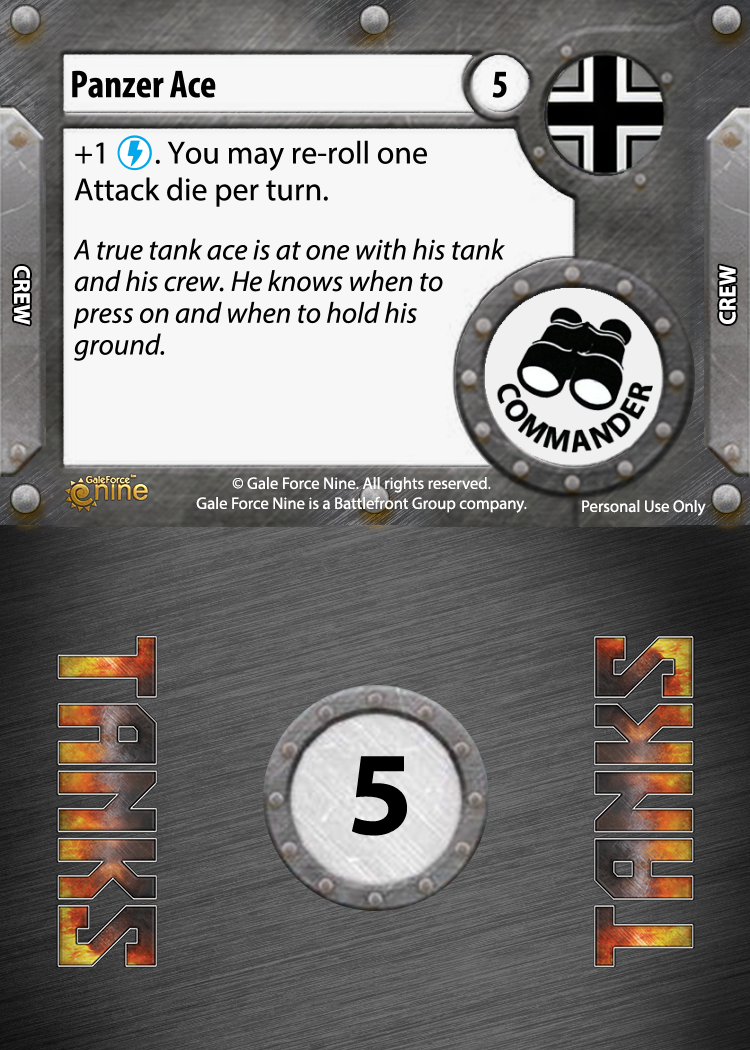 Panzer Ace
5
+1 . You may re-roll one
Attack die per turn.
A true tank ace is at one with his tank
and his crew. He knows when to
press on and when to hold his
ground.
CREW
CREW
COMMANDER
GaleForce™
nine
© Gale Force Nine. All rights reserved.
Gale Force Nine is a Battlefront Group company.
Personal Use Only
TANKS
5
TANKS